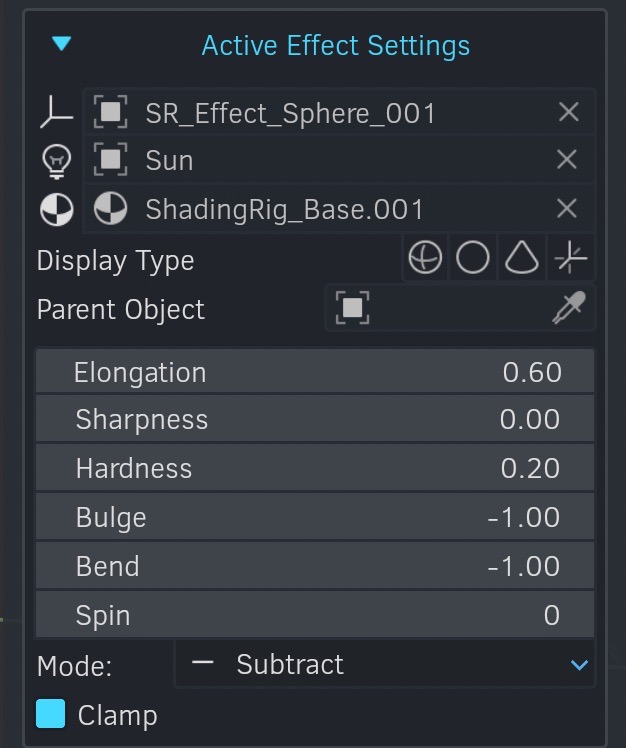 Active Effect Settings
SR_Effect_Sphere_001
Sun
ShadingRig_Base.001
Display Type
Parent Object
Elongation 0.60
Sharpness 0.00
Hardness 0.20
Bulge -1.00
Bend -1.00
Spin 0
Mode: Subtract
Clamp